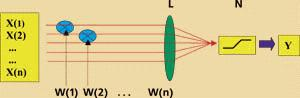 L
N
X(1)
X(2)
...
...
X(n)
Y
W(1) W(2) . . . W(n)